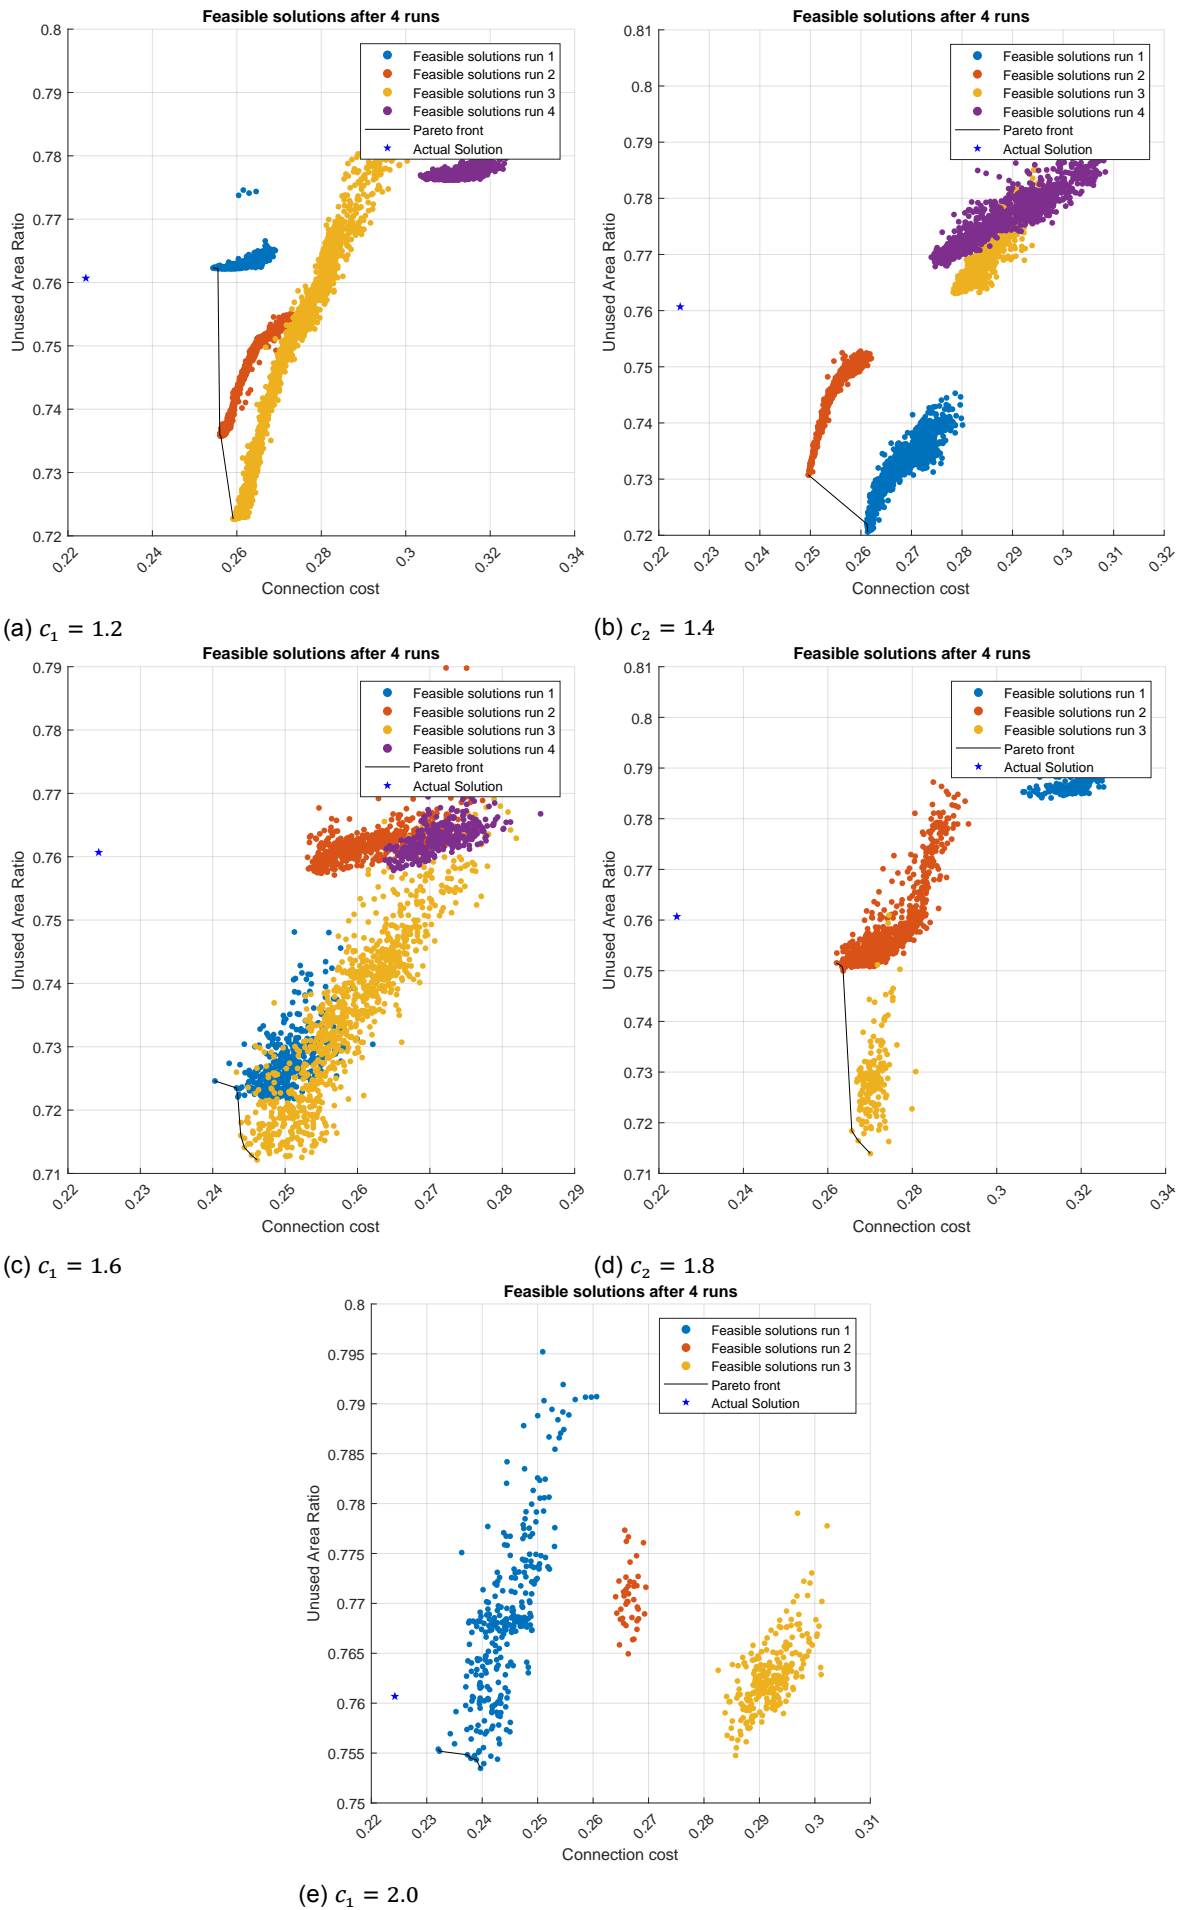 Feasible solutions after 4 runs
0.8
0.79
0.78
0.77
0.76
0.75
0.74
0.73
0.72
Unused Area Ratio
0.22
0.24
0.26
0.28
0.3
0.32
0.34
Connection cost
Feasible solutions run 1
Feasible solutions run 2
Feasible solutions run 3
Feasible solutions run 4
Pareto front
Actual Solution
(a) c₁ = 1.2
Feasible solutions after 4 runs
0.81
0.8
0.79
0.78
0.77
0.76
0.75
0.74
0.73
0.72
Unused Area Ratio
0.22
0.23
0.24
0.25
0.26
0.27
0.28
0.29
0.3
0.31
0.32
Connection cost
Feasible solutions run 1
Feasible solutions run 2
Feasible solutions run 3
Feasible solutions run 4
Pareto front
Actual Solution
(b) c₂ = 1.4
Feasible solutions after 4 runs
0.79
0.78
0.77
0.76
0.75
0.74
0.73
0.72
0.71
Unused Area Ratio
0.22
0.23
0.24
0.25
0.26
0.27
0.28
0.29
Connection cost
Feasible solutions run 1
Feasible solutions run 2
Feasible solutions run 3
Feasible solutions run 4
Pareto front
Actual Solution
(c) c₁ = 1.6
Feasible solutions after 4 runs
0.81
0.8
0.79
0.78
0.77
0.76
0.75
0.74
0.73
0.72
0.71
Unused Area Ratio
0.22
0.24
0.26
0.28
0.3
0.32
0.34
Connection cost
Feasible solutions run 1
Feasible solutions run 2
Feasible solutions run 3
Pareto front
Actual Solution
(d) c₂ = 1.8
Feasible solutions after 4 runs
0.8
0.795
0.79
0.785
0.78
0.775
0.77
0.765
0.76
0.755
0.75
Unused Area Ratio
0.22
0.23
0.24
0.25
0.26
0.27
0.28
0.29
0.3
0.31
Connection cost
Feasible solutions run 1
Feasible solutions run 2
Feasible solutions run 3
Pareto front
Actual Solution
(e) c₁ = 2.0